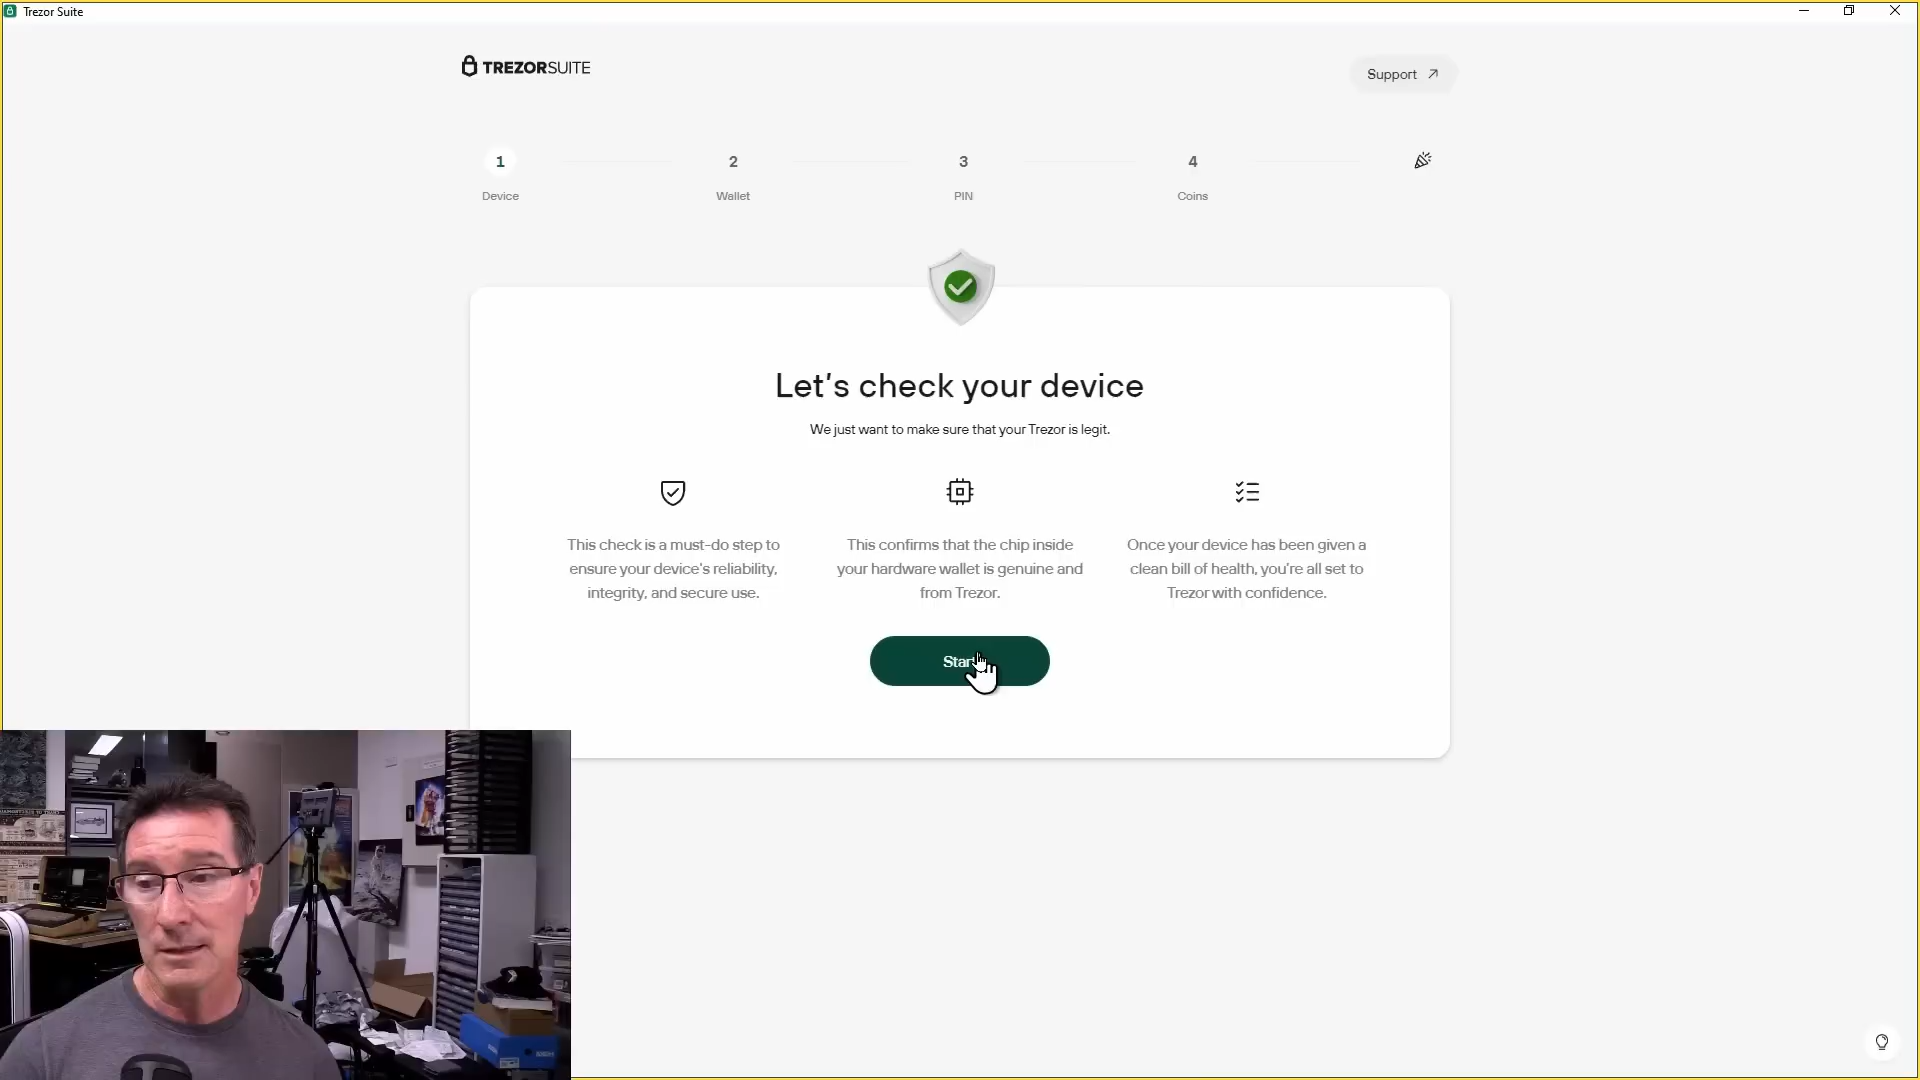 Trezor Suite
TREZORSUITE
Support
1
2
3
4
Device
Wallet
PIN
Coins
Let's check your device
We just want to make sure that your Trezor is legit.
This check is a must-do step to
ensure your device's reliability,
integrity, and secure use.
This confirms that the chip inside
your hardware wallet is genuine and
from Trezor.
Once your device has been given a
clean bill of health, you're all set to
Trezor with confidence.